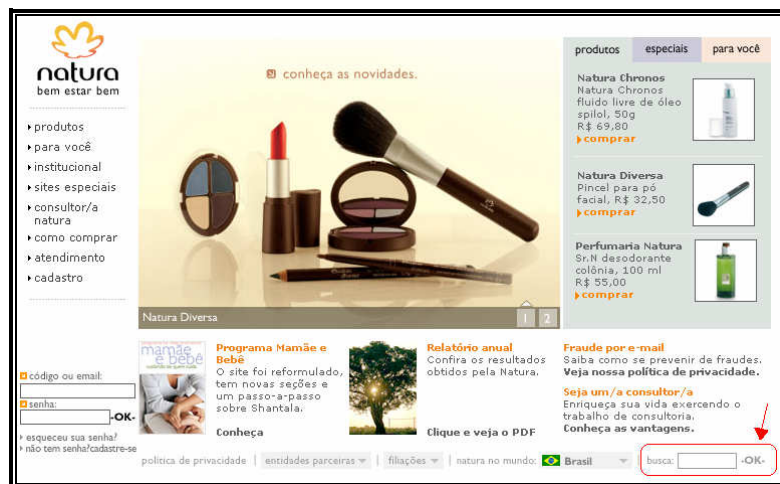 natura
bem estar bem
produtos
para você
institucional
sites especiais
consultor/a
natura
como comprar
atendimento
cadastro
código ou email:
senha:
-OK-
esqueceu sua senha?
não tem senha?cadastre-se
conheça as novidades.
Natura Diversa
1 2
produtos especiais para você
Natura Chronos
Natura Chronos
fluido livre de óleo
spilol, 50g
R$ 69,80
comprar
Natura Diversa
Pincel para pó
facial, R$ 32,50
comprar
Perfumaria Natura
Sr.N desodorante
colônia, 100 ml
R$ 55,00
comprar
mamãe
e bebê
Programa Mamãe e
Bebê
O site foi reformulado,
tem novas seções e
um passo-a-passo
sobre Shantala.
Conheça
Relatório anual
Confira os resultados
obtidos pela Natura.
Clique e veja o PDF
Fraude por e-mail
Saiba como se prevenir de fraudes.
Veja nossa política de privacidade.
Seja um/a consultor/a
Enriqueça sua vida exercendo o
trabalho de consultoria.
Conheça as vantagens.
política de privacidade | entidades parceiras | filiações | natura no mundo: Brasil | busca: -OK-